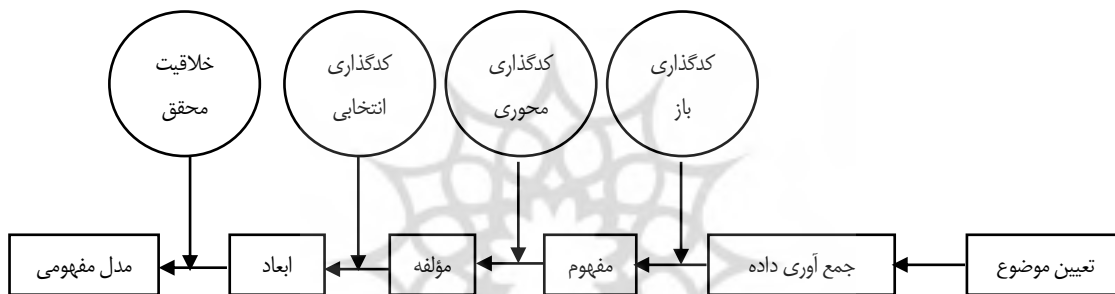 کدگذاری
باز
کدگذاری
محوری
کدگذاری
انتخابی
خلاقیت
محقق
تعیین موضوع
جمع آوری داده
مفهوم
مؤلفه
ابعاد
مدل مفهومی